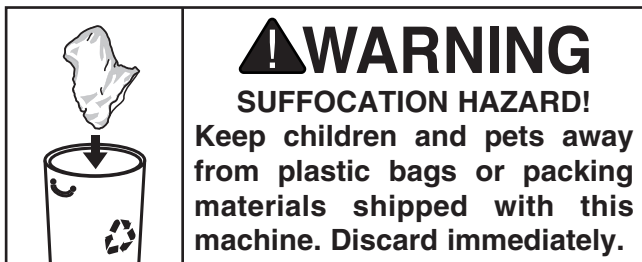 WARNING
SUFFOCATION HAZARD!
Keep children and pets away
from plastic bags or packing
materials shipped with this
machine. Discard immediately.